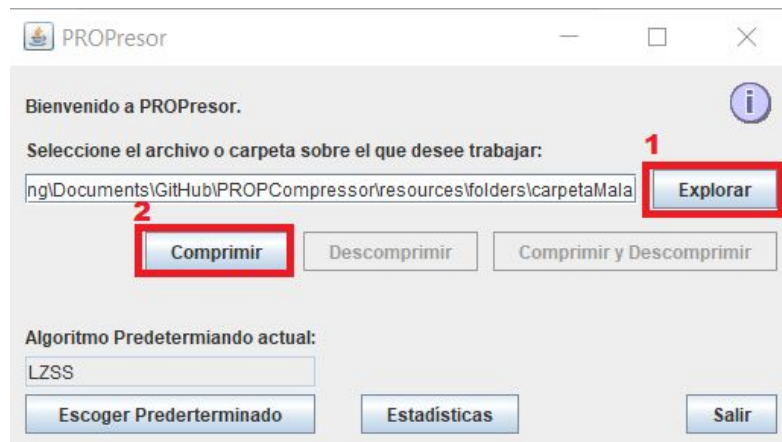 PROPresor
Bienvenido a PROPresor.
i
Seleccione el archivo o carpeta sobre el que desee trabajar:
1
ng\Documents\GitHub\PROPCompressor\resources\folders\carpetaMala
Explorar
2
Comprimir
Descomprimir
Comprimir y Descomprimir
Algoritmo Predetermiando actual:
LZSS
Escoger Prederterminado
Estadísticas
Salir